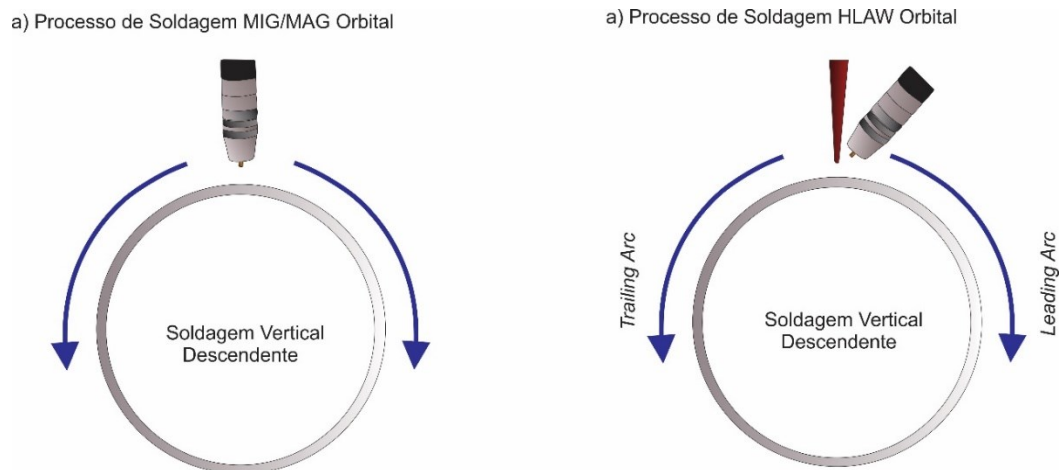 a) Processo de Soldagem MIG/MAG Orbital
Soldagem Vertical
Descendente
a) Processo de Soldagem HLAW Orbital
Trailing Arc
Soldagem Vertical
Descendente
Leading Arc